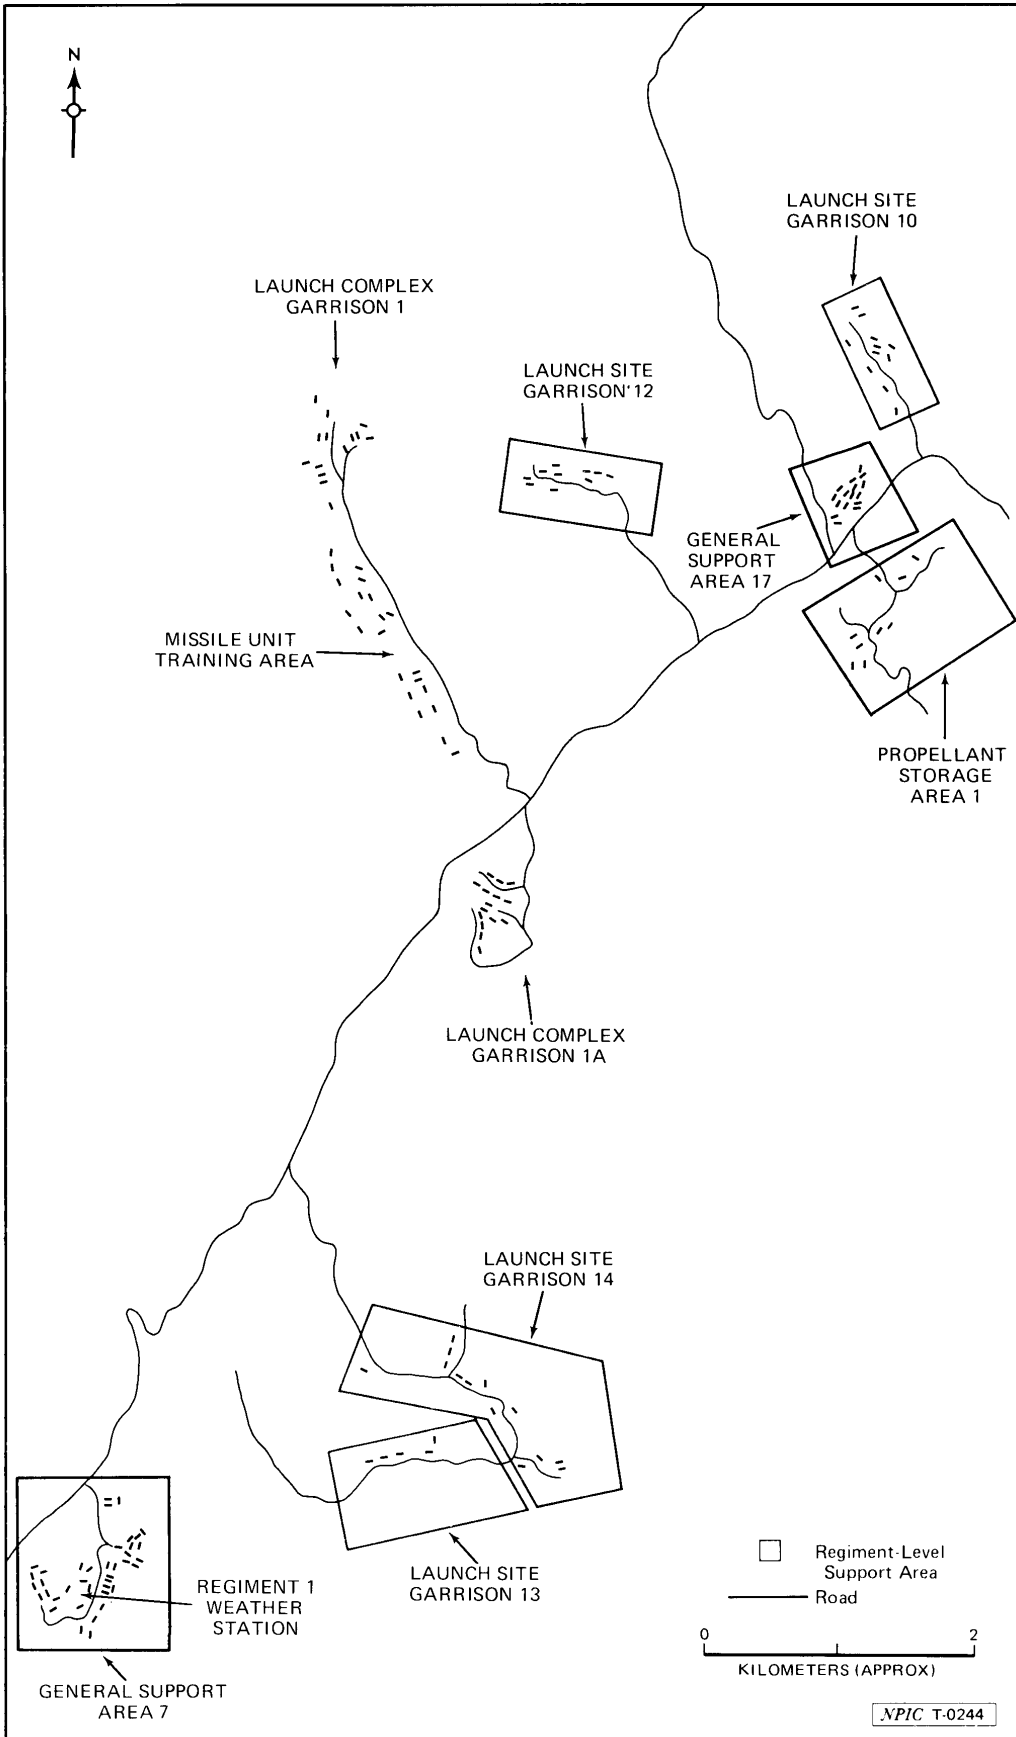 N
LAUNCH SITE
GARRISON 10
LAUNCH COMPLEX
GARRISON 1
LAUNCH SITE
GARRISON'12
GENERAL
SUPPORT
AREA 17
MISSILE UNIT
TRAINING AREA
PROPELLANT
STORAGE
AREA 1
LAUNCH COMPLEX
GARRISON 1A
LAUNCH SITE
GARRISON 14
LAUNCH SITE
GARRISON 13
REGIMENT 1
WEATHER
STATION
GENERAL SUPPORT
AREA 7
Regiment-Level
Support Area
Road
0 2
KILOMETERS (APPROX)
NPIC T-0244